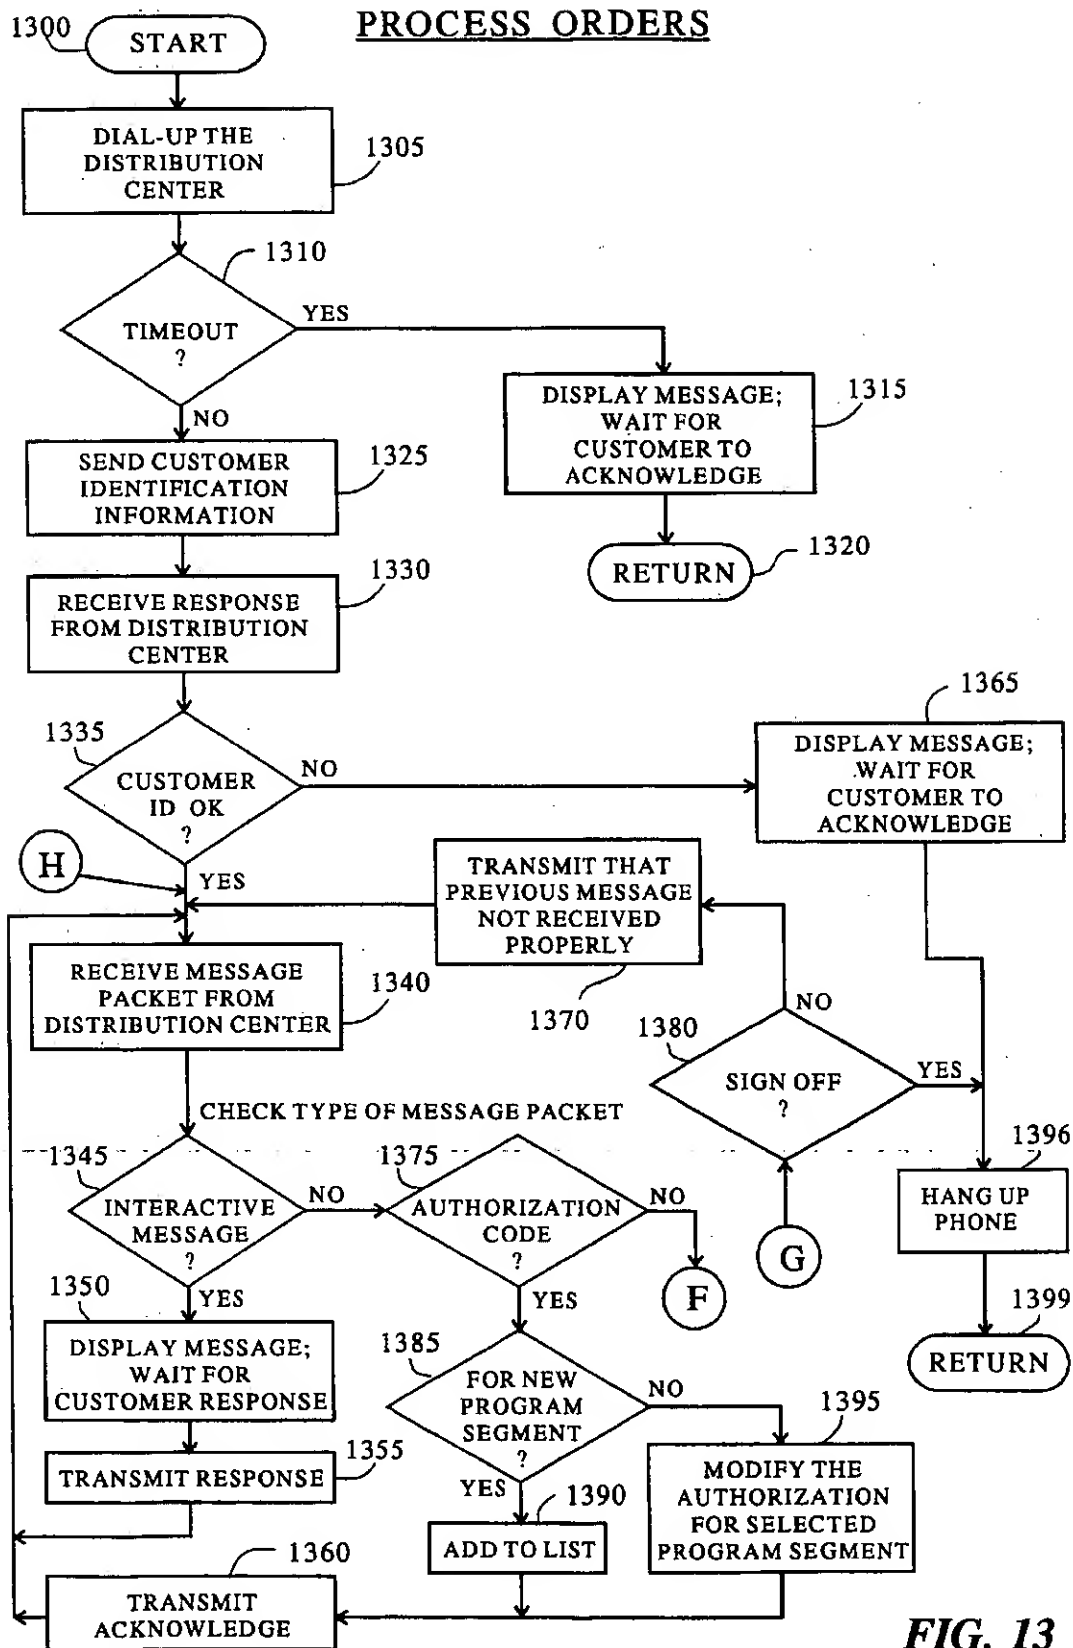 PROCESS ORDERS
1300
START
DIAL-UP THE
DISTRIBUTION
CENTER
1305
1310
TIMEOUT
?
YES
NO
DISPLAY MESSAGE;
WAIT FOR
CUSTOMER TO
ACKNOWLEDGE
1315
RETURN
1320
SEND CUSTOMER
IDENTIFICATION
INFORMATION
1325
RECEIVE RESPONSE
FROM DISTRIBUTION
CENTER
1330
1335
CUSTOMER
ID OK
?
NO
YES
1365
DISPLAY MESSAGE;
WAIT FOR
CUSTOMER TO
ACKNOWLEDGE
H
TRANSMIT THAT
PREVIOUS MESSAGE
NOT RECEIVED
PROPERLY
1370
RECEIVE MESSAGE
PACKET FROM
DISTRIBUTION CENTER
1340
1380
NO
SIGN OFF
?
YES
CHECK TYPE OF MESSAGE PACKET
1345
INTERACTIVE
MESSAGE
?
NO
YES
1375
AUTHORIZATION
CODE
?
NO
YES
F
G
1396
HANG UP
PHONE
1399
RETURN
1350
DISPLAY MESSAGE;
WAIT FOR
CUSTOMER RESPONSE
1355
TRANSMIT RESPONSE
1385
FOR NEW
PROGRAM
SEGMENT
?
NO
YES
1390
ADD TO LIST
1395
MODIFY THE
AUTHORIZATION
FOR SELECTED
PROGRAM SEGMENT
1360
TRANSMIT
ACKNOWLEDGE
FIG. 13